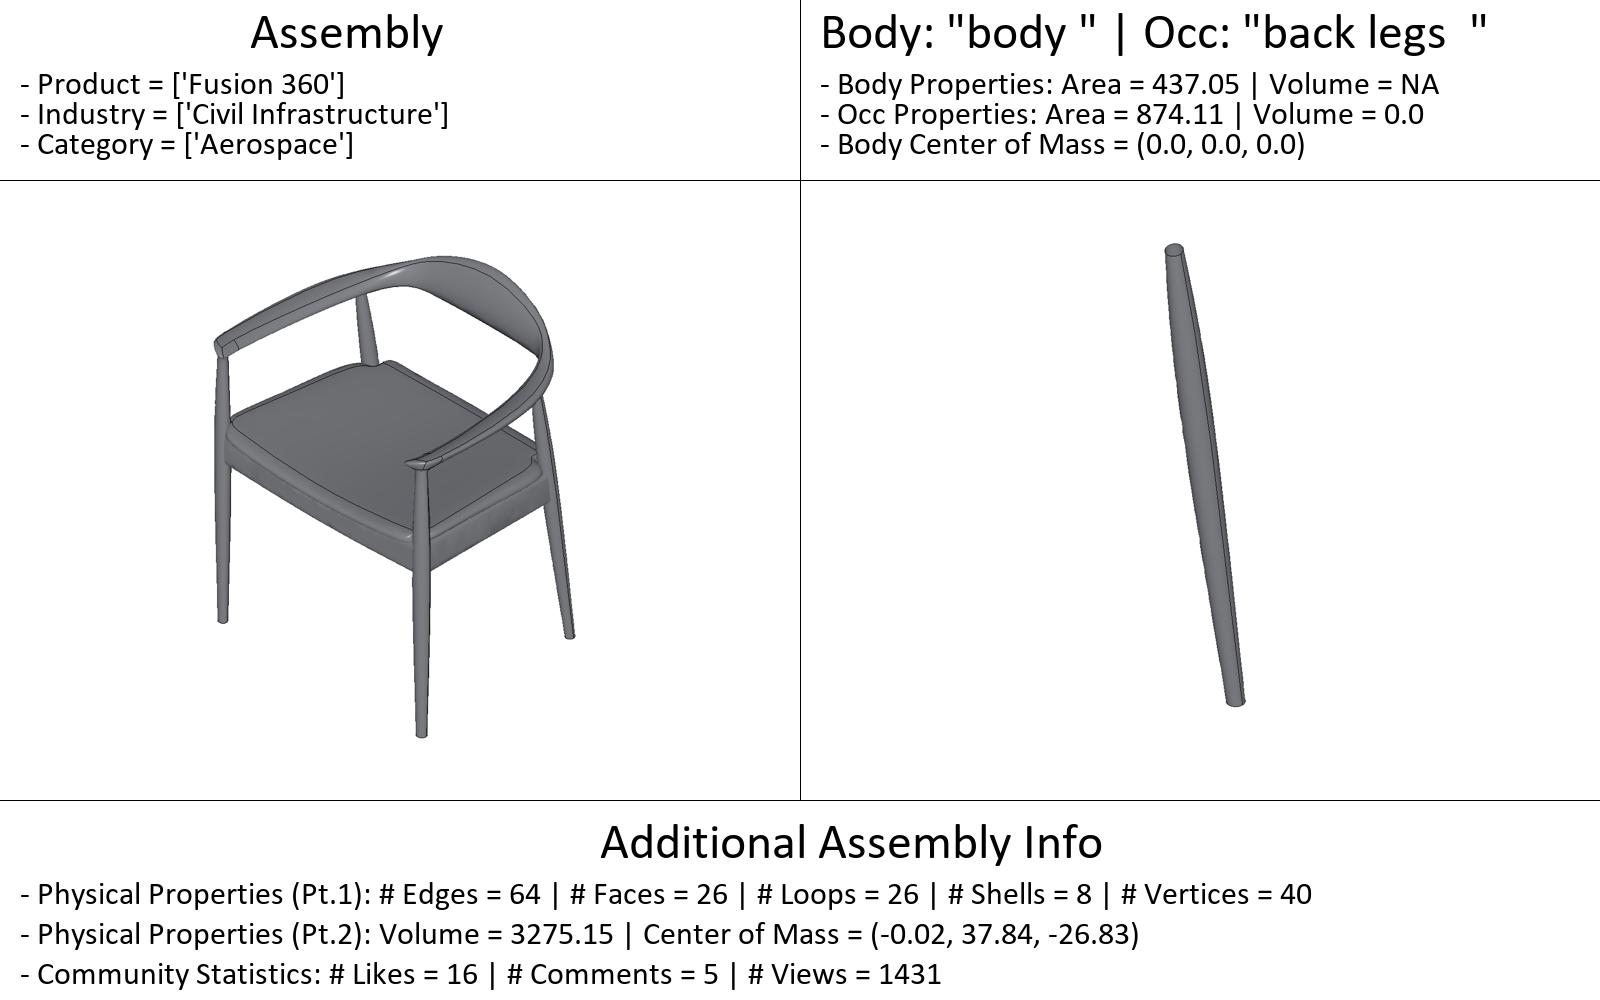 Assembly
- Product = ['Fusion 360']
- Industry = ['Civil Infrastructure']
- Category = ['Aerospace']
Body: "body " | Occ: "back legs  "
- Body Properties: Area = 437.05 | Volume = NA
- Occ Properties: Area = 874.11 | Volume = 0.0
- Body Center of Mass = (0.0, 0.0, 0.0)
Additional Assembly Info
- Physical Properties (Pt.1): # Edges = 64 | # Faces = 26 | # Loops = 26 | # Shells = 8 | # Vertices = 40
- Physical Properties (Pt.2): Volume = 3275.15 | Center of Mass = (-0.02, 37.84, -26.83)
- Community Statistics: # Likes = 16 | # Comments = 5 | # Views = 1431